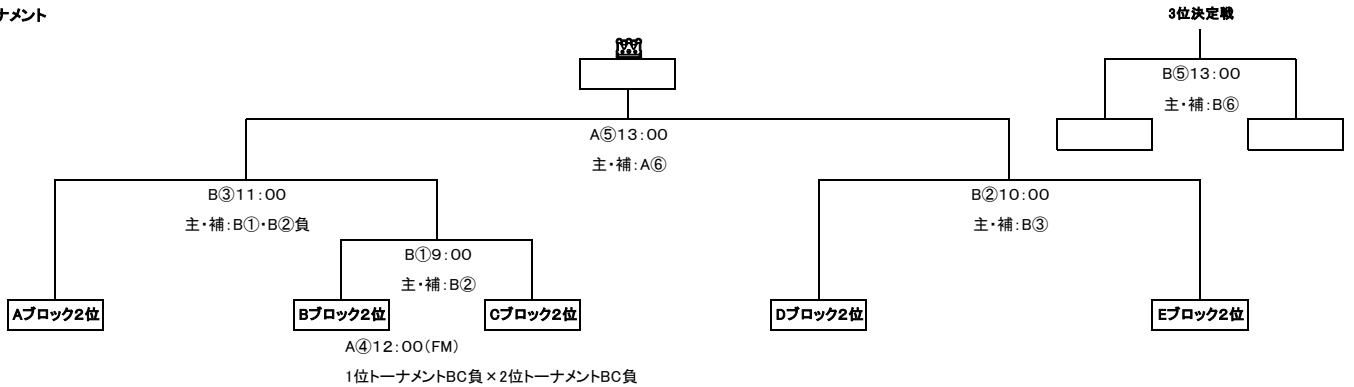 ナメント
3位決定戦
B⑤13:00
主・補:B⑥
A⑤13:00
主・補:A⑥
B③11:00
主・補:B①・B②負
B②10:00
主・補:B③
B①9:00
主・補:B②
Aブロック2位
Bブロック2位
Cブロック2位
Dブロック2位
Eブロック2位
A④12:00(FM)
1位トーナメントBC負×2位トーナメントBC負